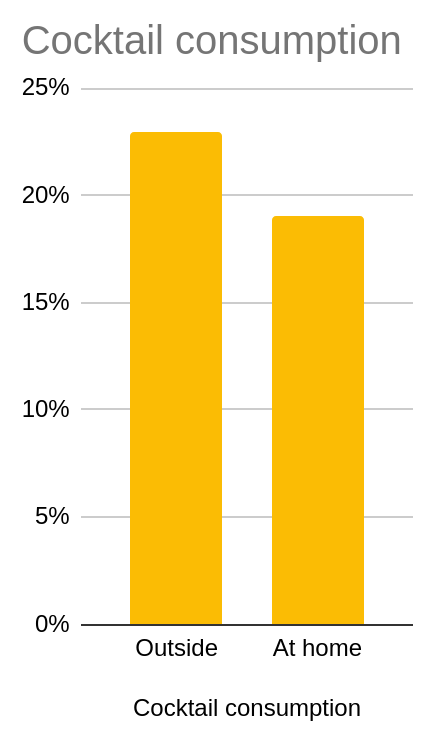 Cocktail consumption
25%
20%
15%
10%
5%
0%
Outside At home
Cocktail consumption